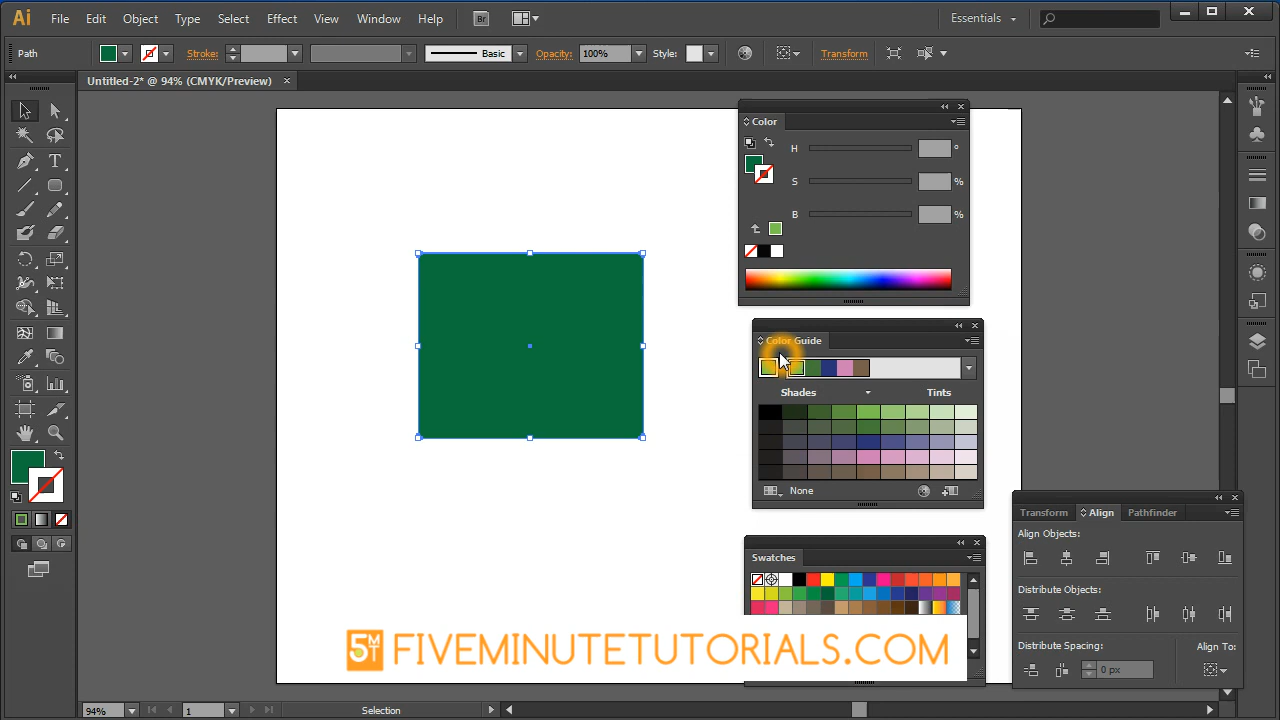 Ai File Edit Object Type Select Effect View Window Help Br Essentials
Path Stroke: Basic Opacity: 100% Style: Transform
Untitled-2* @ 94% (CMYK/Preview)
Color
H °
S %
B %
Color Guide
Shades Tints
None
Swatches
Transform Align Pathfinder
Align Objects:
Distribute Objects:
Distribute Spacing: Align To:
0 px
5 MT FIVEMINUTETUTORIALS.COM
94% 1 Selection